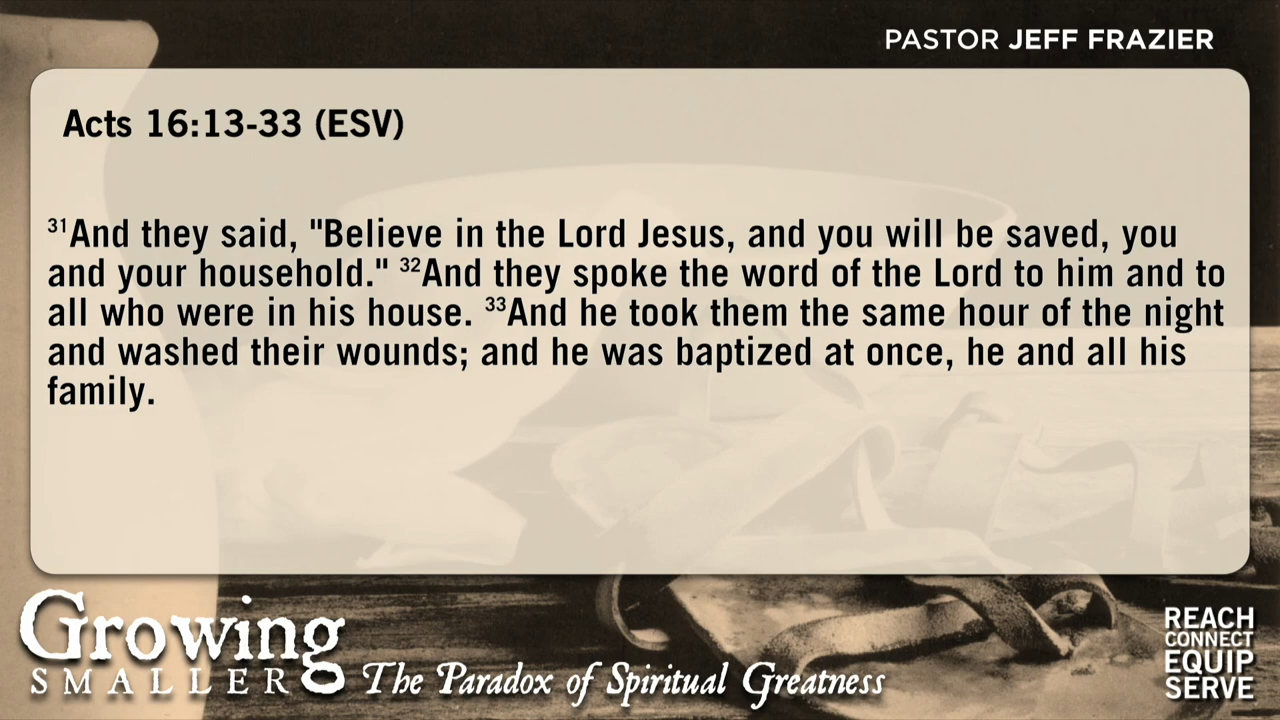 PASTOR JEFF FRAZIER
Acts 16:13-33 (ESV)
³¹And they said, "Believe in the Lord Jesus, and you will be saved, you
and your household." ³²And they spoke the word of the Lord to him and to
all who were in his house. ³³And he took them the same hour of the night
and washed their wounds; and he was baptized at once, he and all his
family.
Growing
SMALLER
The Paradox of Spiritual Greatness
REACH
CONNECT
EQUIP
SERVE